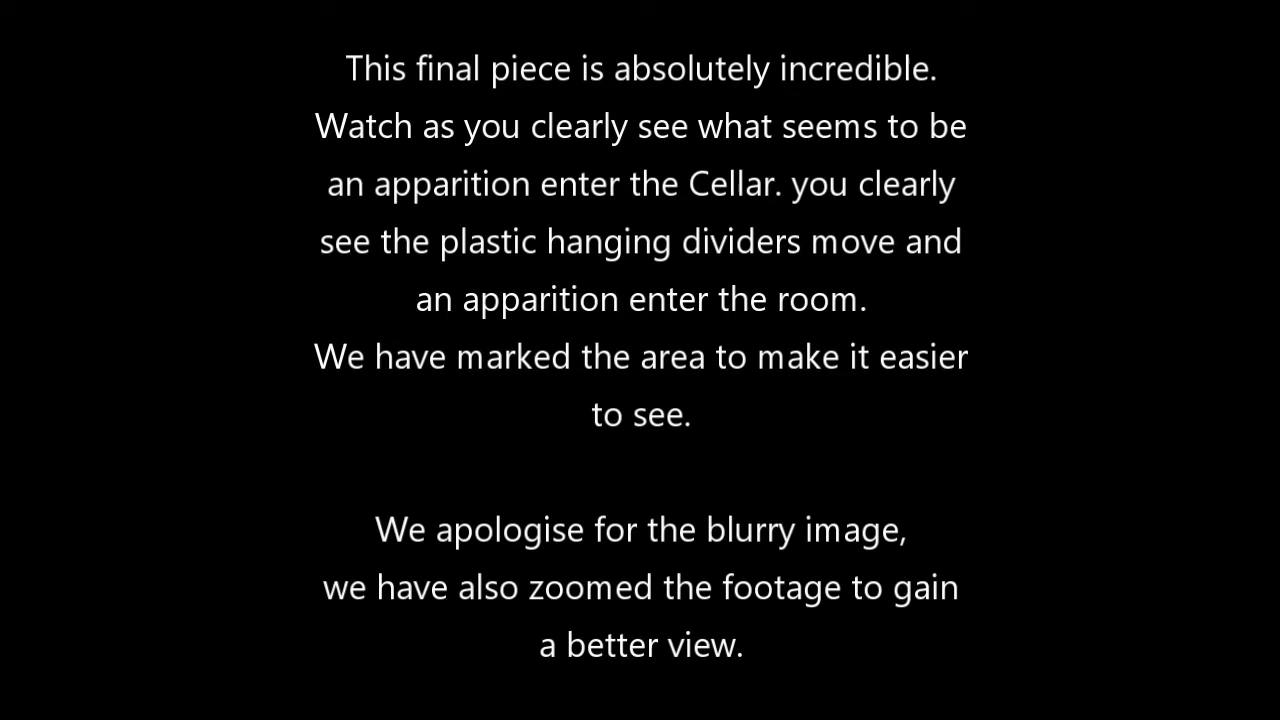 This final piece is absolutely incredible.
Watch as you clearly see what seems to be
an apparition enter the Cellar. you clearly
see the plastic hanging dividers move and
an apparition enter the room.
We have marked the area to make it easier
to see.
We apologise for the blurry image,
we have also zoomed the footage to gain
a better view.